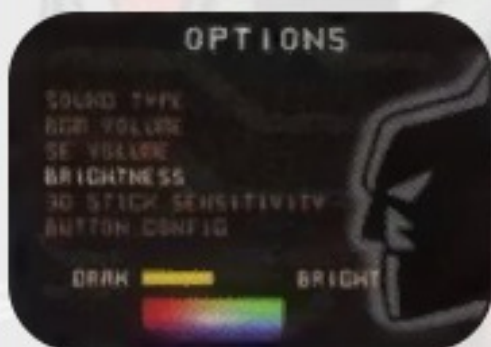 OPTIONS
SOUND TYPE
BGM VOLUME
SE VOLUME
BRIGHTNESS
3D STICK SENSITIVITY
BUTTON CONFIG
DARK BRIGHT